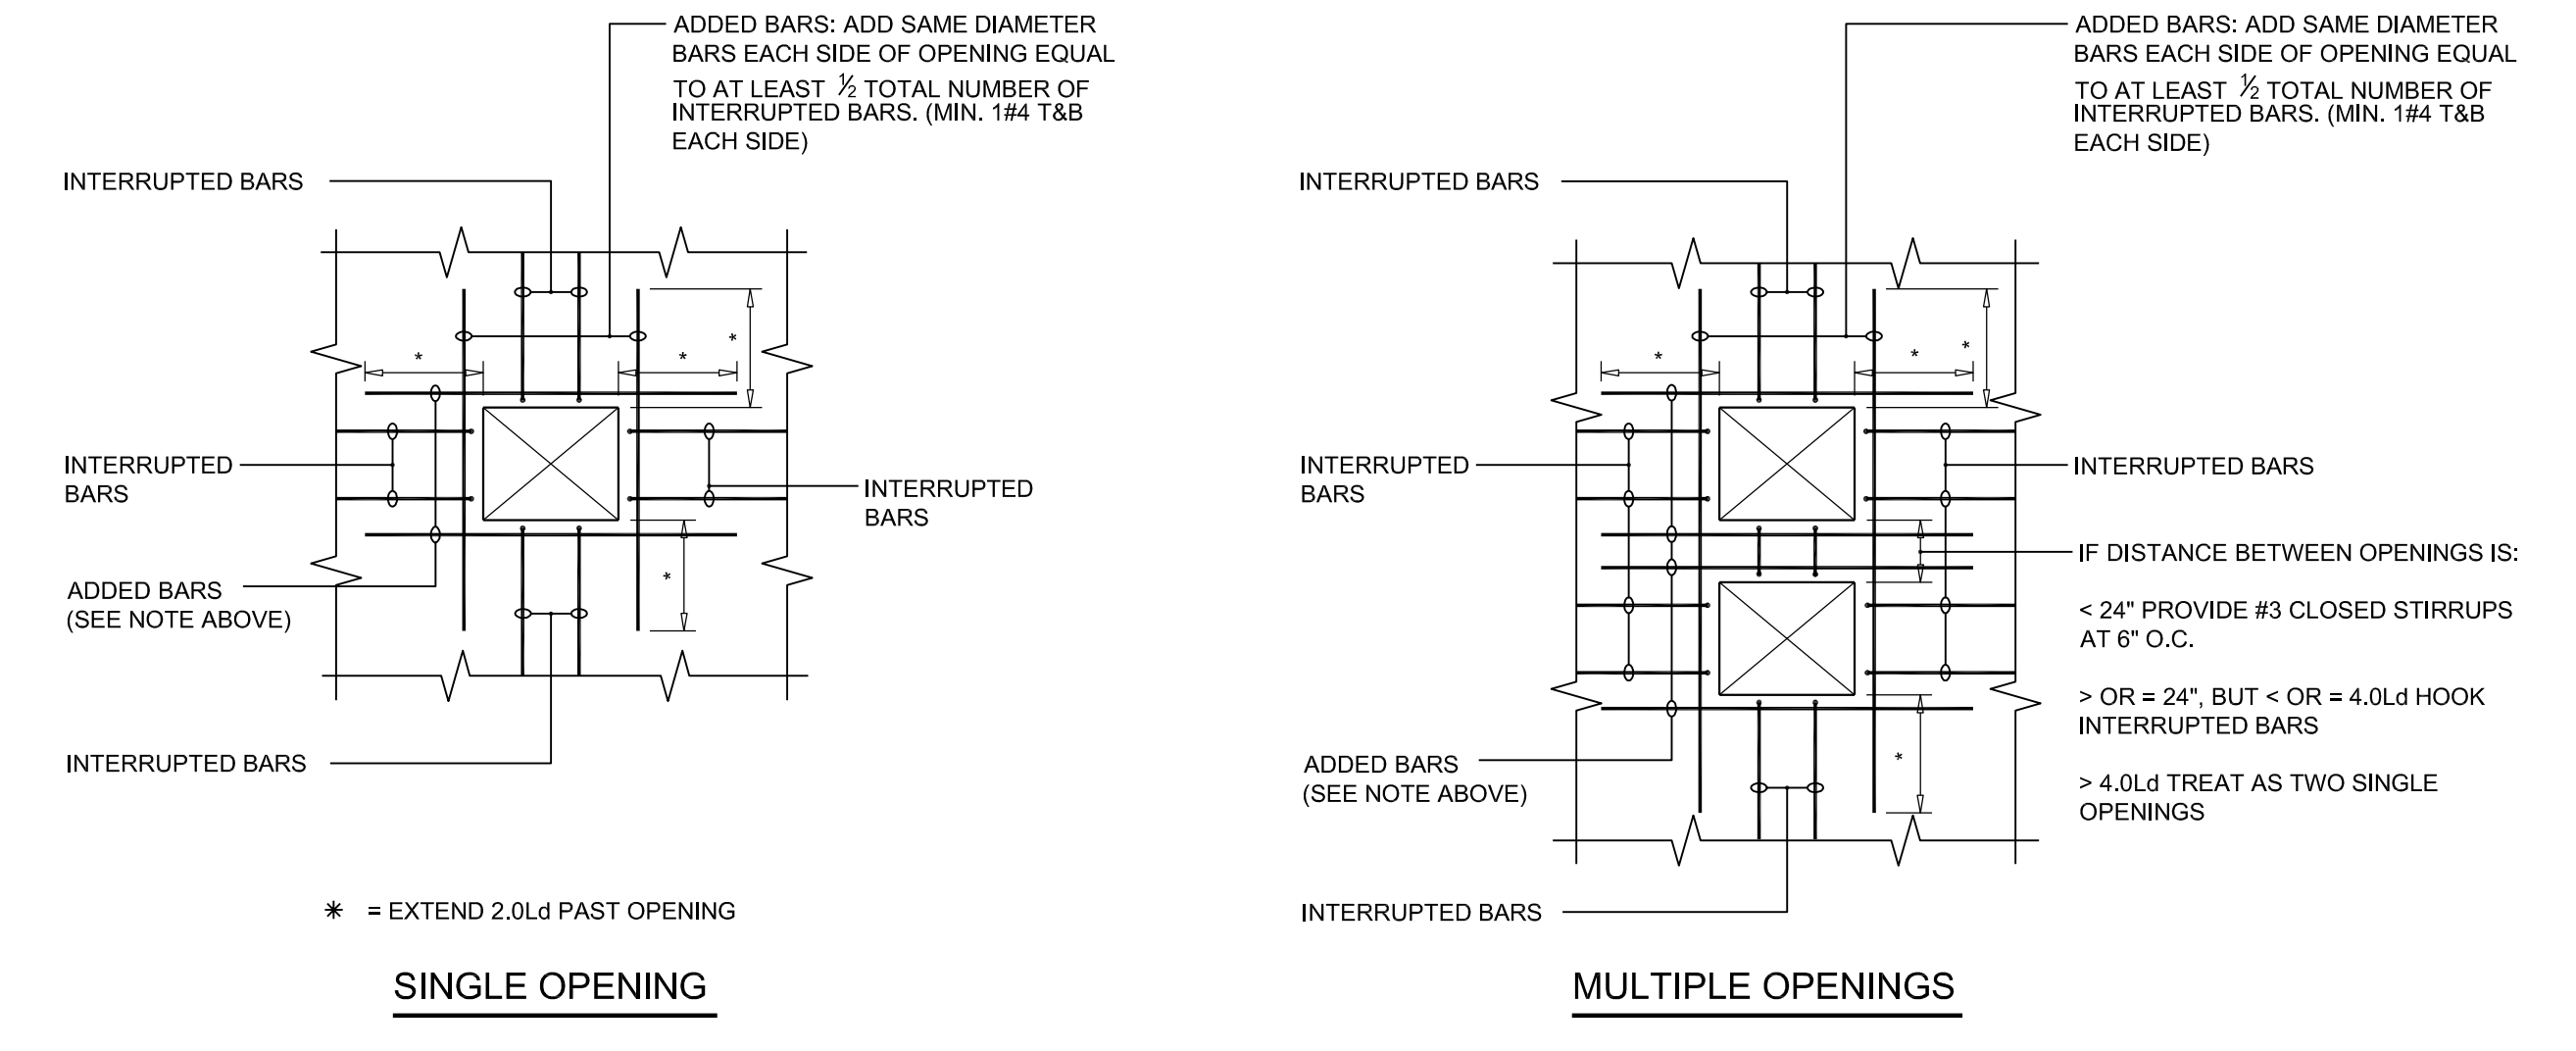 ADDED BARS: ADD SAME DIAMETER
BARS EACH SIDE OF OPENING EQUAL
TO AT LEAST ½ TOTAL NUMBER OF
INTERRUPTED BARS. (MIN. 1#4 T&B
EACH SIDE)
INTERRUPTED BARS
*
*
*
INTERRUPTED
BARS
INTERRUPTED
BARS
*
ADDED BARS
(SEE NOTE ABOVE)
INTERRUPTED BARS
* = EXTEND 2.0Ld PAST OPENING
SINGLE OPENING
ADDED BARS: ADD SAME DIAMETER
BARS EACH SIDE OF OPENING EQUAL
TO AT LEAST ½ TOTAL NUMBER OF
INTERRUPTED BARS. (MIN. 1#4 T&B
EACH SIDE)
INTERRUPTED BARS
*
*
*
INTERRUPTED
BARS
INTERRUPTED BARS
IF DISTANCE BETWEEN OPENINGS IS:
< 24" PROVIDE #3 CLOSED STIRRUPS
AT 6" O.C.
> OR = 24", BUT < OR = 4.0Ld HOOK
INTERRUPTED BARS
> 4.0Ld TREAT AS TWO SINGLE
OPENINGS
*
ADDED BARS
(SEE NOTE ABOVE)
INTERRUPTED BARS
MULTIPLE OPENINGS